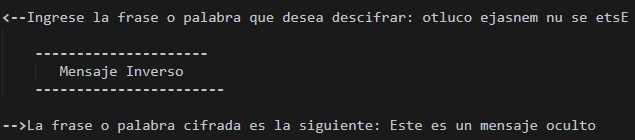 <--Ingrese la frase o palabra que desea descifrar: otluco ejasnem nu se etsE
---------------------
Mensaje Inverso
-----------------------
-->La frase o palabra cifrada es la siguiente: Este es un mensaje oculto